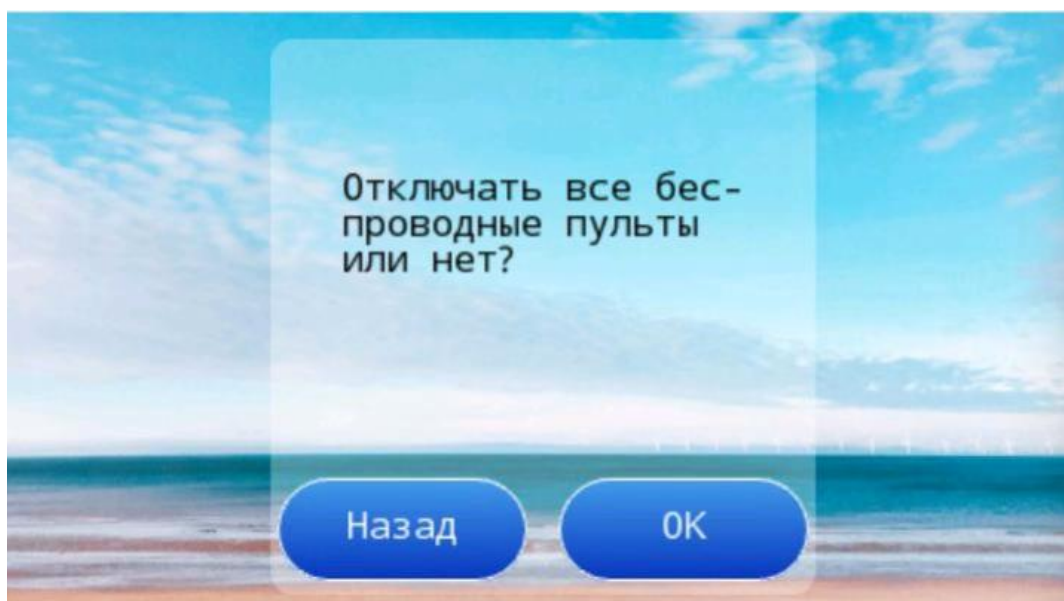 Отключать все бес-
проводные пульты
или нет?
Назад
OK